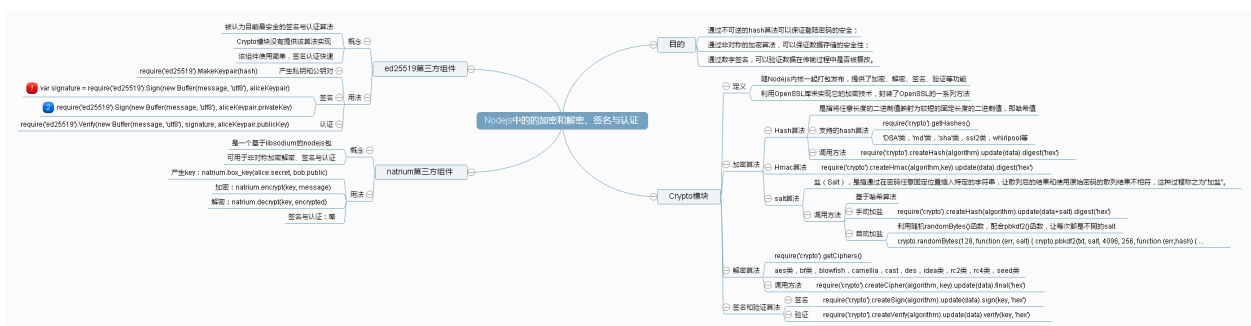 Nodejs中的的加密和解密、签名与认证
目的
通过不可逆的hash算法可以保证登陆密码的安全；
通过非对称的加密算法，可以保证数据存储的安全性；
通过数字签名，可以验证数据在传输过程中是否被篡改。
Crypto模块
定义
随Nodejs内核一起打包发布，提供了加密、解密、签名、验证等功能
利用OpenSSL库来实现它的加密技术，封装了OpenSSL的一系列方法
加密算法
Hash算法
是指将任意长度的二进制值映射为较短的固定长度的二进制值，即哈希值
支持的hash算法
require('crypto').getHashes()
'DSA'类，'md'类，'sha'类，ssl2类，whirlpool等
调用方法
require('crypto').createHash(algorithm).update(data).digest('hex')
Hmac算法
require('crypto').createHmac(algorithm,key).update(data).digest('hex')
salt算法
盐（Salt），是指通过在密码任意固定位置插入特定的字符串，让散列后的结果和使用原始密码的散列结果不相符，这种过程称之为“加盐”。
调用方法
基于哈希算法
手动加盐
require('crypto').createHash(algorithm).update(data+salt).digest('hex')
自动加盐
利用随机randomBytes()函数，配合pbkdf2()函数，让每次都是不同的salt
crypto.randomBytes(128, function (err, salt) { crypto.pbkdf2(txt, salt, 4096, 256, function (err,hash) { ...
解密算法
require('crypto').getCiphers()
aes类，bf类，blowfish，camellia，cast，des，idea类，rc2类，rc4类，seed类
调用方法
require('crypto').createCipher(algorithm, key).update(data).final('hex')
签名和验证算法
签名
require('crypto').createSign(algorithm).update(data).sign(key, 'hex')
验证
require('crypto').createVerify(algorithm).update(data).verify(key, 'hex')
ed25519第三方组件
概念
被认为目前最安全的签名与认证算法
Crypto模块没有提供该算法实现
该组件使用简单，签名认证快速
用法
产生私钥和公钥对
require('ed25519').MakeKeypair(hash)
签名
1 var signature = require('ed25519').Sign(new Buffer(message, 'utf8'), aliceKeypair)
2 require('ed25519').Sign(new Buffer(message, 'utf8'), aliceKeypair.privateKey)
认证
require('ed25519').Verify(new Buffer(message, 'utf8'), signature, aliceKeypair.publicKey)
natrium第三方组件
概念
是一个基于libsodium的nodejs包
可用于非对称加密解密、签名与认证
用法
产生key：natrium.box_key(alice.secret, bob.public)
加密：natrium.encrypt(key, message)
解密：natrium.decrypt(key, encrypted)
签名与认证：略